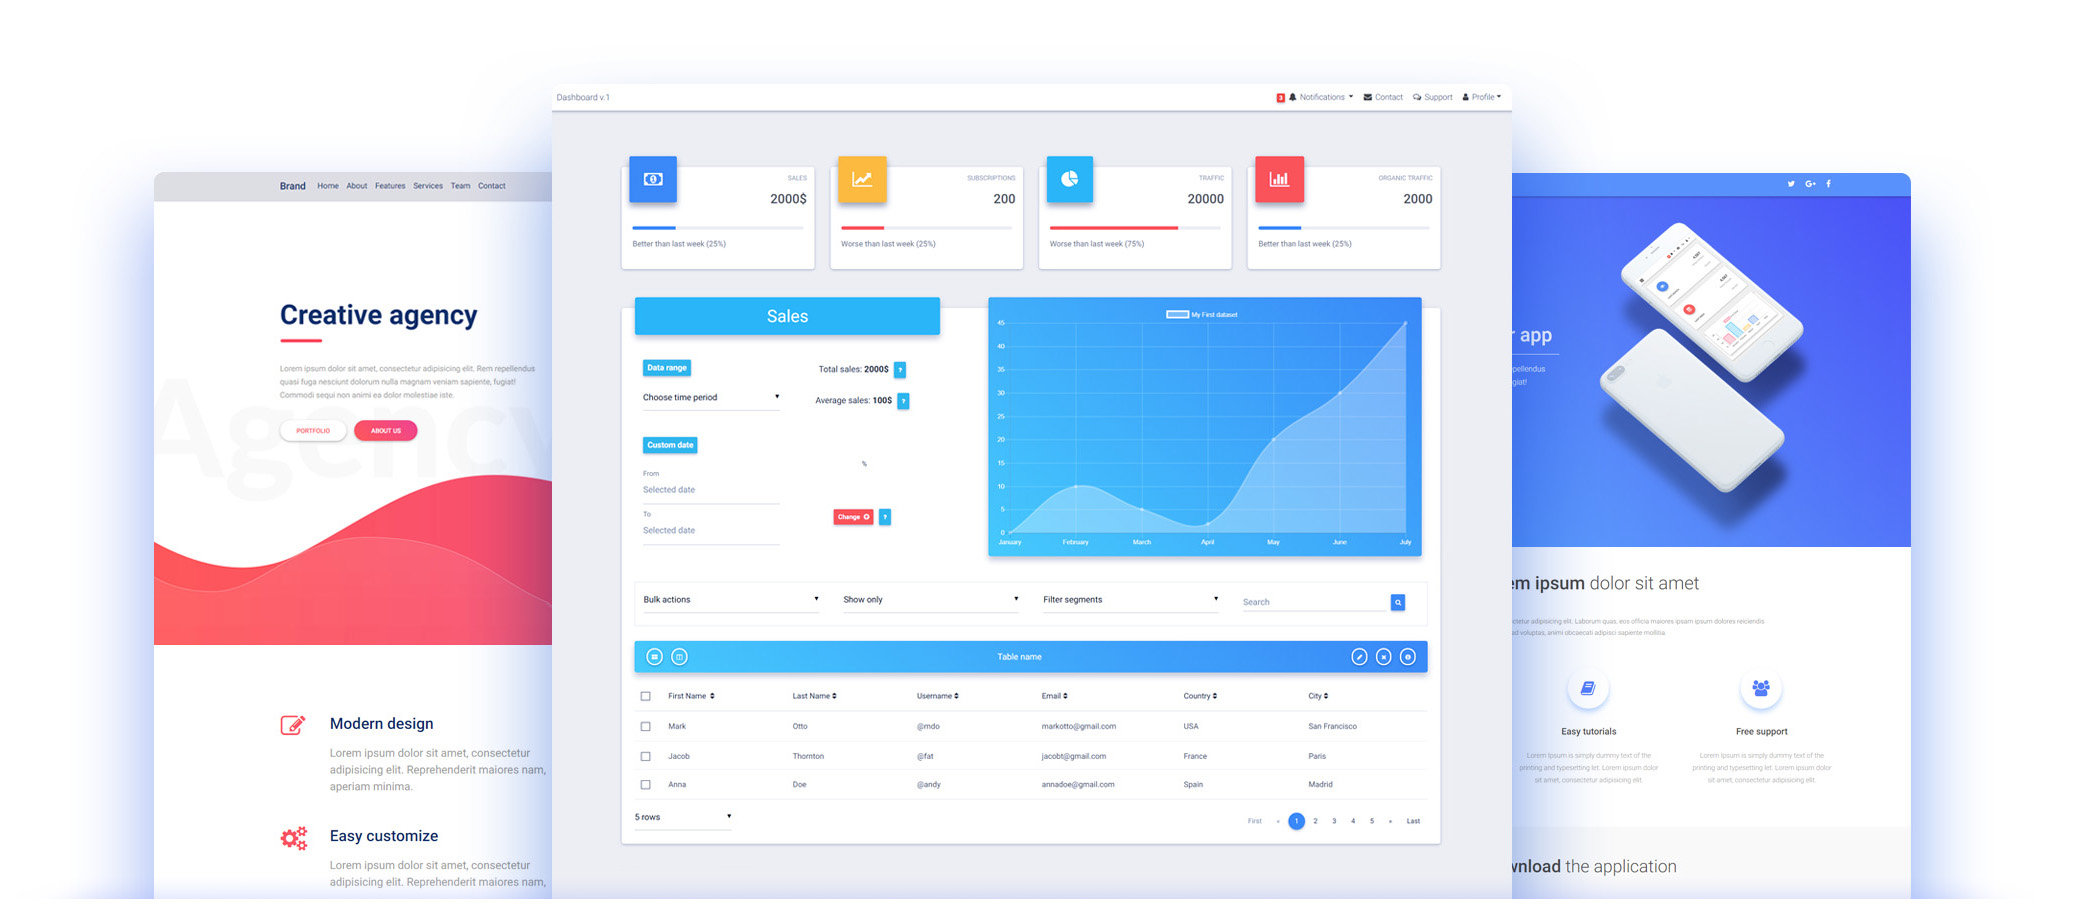 Brand Home About Features Services Team Contact
Creative agency
Lorem ipsum dolor sit amet, consectetur adipisicing elit. Rem repellendus
quasi fuga nesciunt dolorum nulla magnam veniam sapiente, fugiat!
Commodi sequi non animi ea dolor molestiae iste.
Agency
PORTFOLIO ABOUT US
Modern design
Lorem ipsum dolor sit amet, consectetur
adipisicing elit. Reprehenderit maiores nam,
aperiam minima.
Easy customize
Lorem ipsum dolor sit amet, consectetur
adipisicing elit. Reprehenderit maiores nam,
Dashboard v.1
3 Notifications Contact Support Profile
SALES
2000$
Better than last week (25%)
SUBSCRIPTIONS
200
Worse than last week (25%)
TRAFFIC
20000
Worse than last week (75%)
ORGANIC TRAFFIC
2000
Better than last week (25%)
Sales
Data range
Choose time period
Total sales: 2000$ ?
Average sales: 100$ ?
Custom date
From
Selected date
To
Selected date
%
Change ?
My First dataset
45
40
35
30
25
20
15
10
5
0
January February March April May June July
Bulk actions Show only Filter segments Search
Table name
First Name Last Name Username Email Country City
Mark Otto @mdo markotto@gmail.com USA San Francisco
Jacob Thornton @fat jacobt@gmail.com France Paris
Anna Doe @andy annadoe@gmail.com Spain Madrid
5 rows
First « 1 2 3 4 5 » Last
G+
r app
repellendus
giat!
em ipsum dolor sit amet
ectetur adipisicing elit. Laborum quas, eos officia maiores ipsam ipsum dolores reiciendis
ad voluptas, animi obcaecati adipisci sapiente mollitia.
Easy tutorials
Lorem Ipsum is simply dummy text of the
printing and typesetting let. Lorem ipsum dolor
sit amet, consectetur adipisicing elit.
Free support
Lorem Ipsum is simply dummy text of the
printing and typesetting let. Lorem ipsum dolor
sit amet, consectetur adipisicing elit.
wnload the application